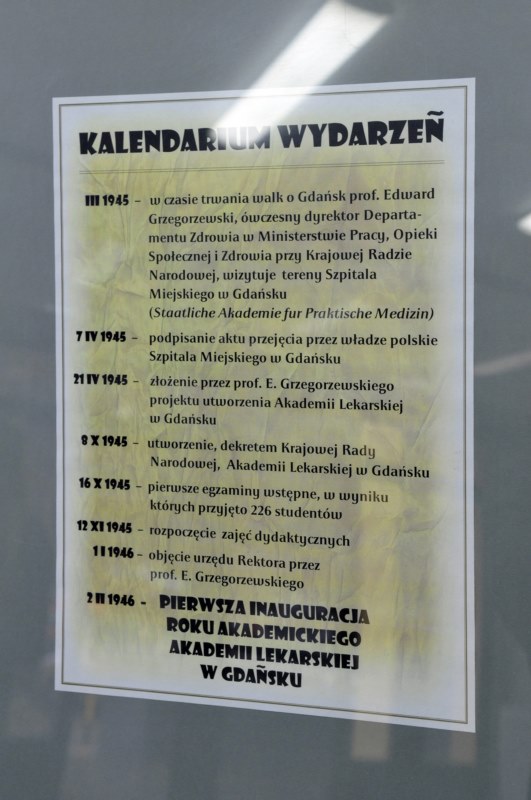 KALENDARIUM WYDARZEÑ
III 1945 - w czasie trwania walk o Gdańsk prof. Edward
Grzegorzewski, ówczesny dyrektor Departa-
mentu Zdrowia w Ministerstwie Pracy, Opieki
Społecznej i Zdrowia przy Krajowej Radzie
Narodowej, wizytuje tereny Szpitala
Miejskiego w Gdańsku
(Staatliche Akademie fur Praktische Medizin)
7 IV 1945 - podpisanie aktu przejęcia przez władze polskie
Szpitala Miejskiego w Gdańsku
21 IV 1945 - złożenie przez prof. E. Grzegorzewskiego
projektu utworzenia Akademii Lekarskiej
w Gdańsku
8 X 1945 - utworzenie, dekretem Krajowej Rady
Narodowej, Akademii Lekarskiej w Gdańsku
16 X 1945 - pierwsze egzaminy wstępne, w wyniku
których przyjęto 226 studentów
12 XI 1945 - rozpoczęcie zajęć dydaktycznych
1 I 1946 - objęcie urzędu Rektora przez
prof. E. Grzegorzewskiego
2 II 1946 - PIERWSZA INAUGURACJA
ROKU AKADEMICKIEGO
AKADEMII LEKARSKIEJ
W GDAÑSKU